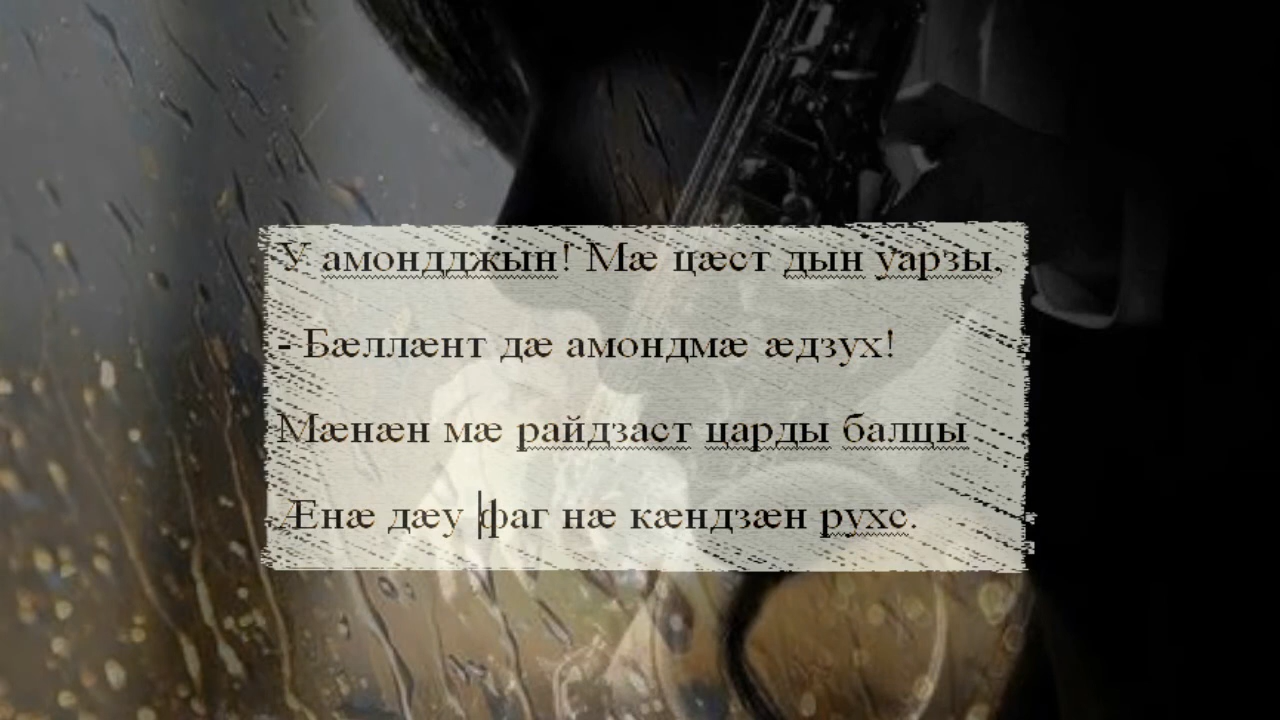 У амондджын! Мæ цæст дын уарзы,
- Бæллæнт дæ амондмæ æдзух!
Мæнæн мæ райдзаст царды балцы
Æнæ дæу фаг нæ кæндзæн рухс.